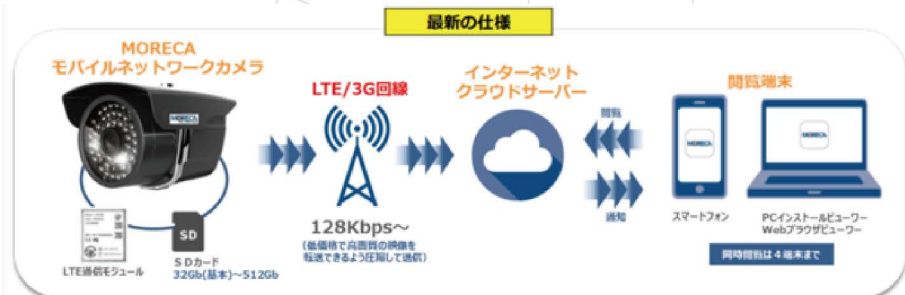 最新の仕様
MORECA
モバイルネットワークカメラ
LTE/3G回線
インターネット
クラウドサーバー
閲覧端末
MORECA
閲覧
MORECA
MORECA
通知
128Kbps～
(低価格で高画質の映像を
転送できるよう圧縮して送信)
SD
LTE通信モジュール
SDカード
32Gb(基本)～512Gb
スマートフォン
PCインストールビューワー
Webブラウザビューワー
同時閲覧は4端末まで